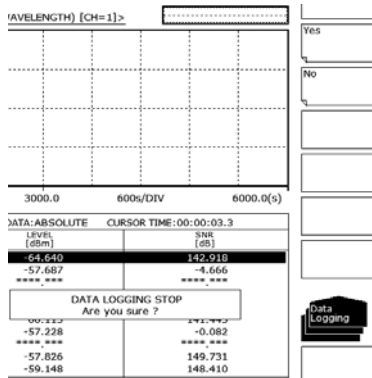 /AVELENGTH) [CH=1]>
Yes
No
3000.0 600s/DIV 6000.0(s)
DATA:ABSOLUTE CURSOR TIME:00:00:03.3
LEVEL SNR
[dBm] [dB]
-64.640 142.918
-57.687 -4.666
****.*** ****.***
DATA LOGGING STOP
Are you sure ?
-57.228 -0.082
****.*** ****.***
-57.826 149.731
-59.148 148.410
Data
Logging